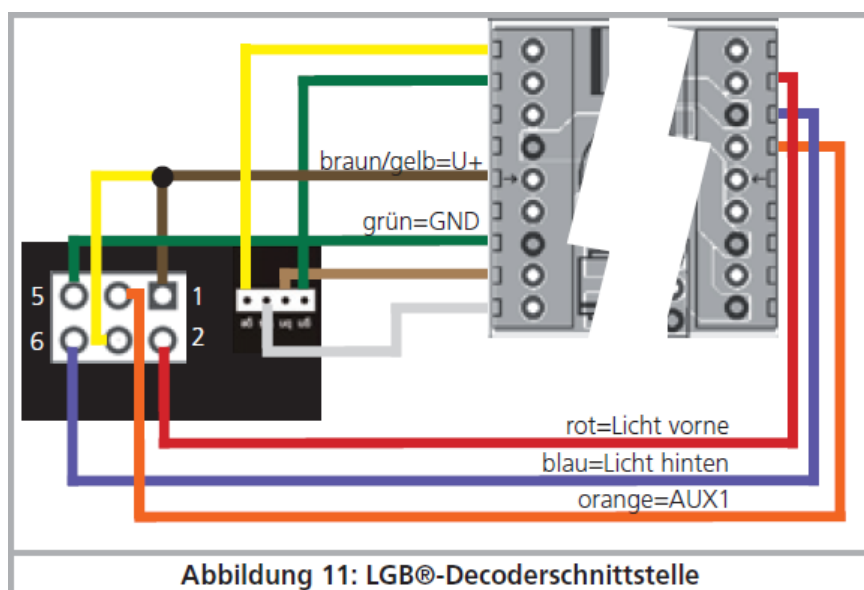 braun/gelb=U+
grün=GND
5
1
6
2
rot=Licht vorne
blau=Licht hinten
orange=AUX1
Abbildung 11: LGB®-Decoderschnittstelle